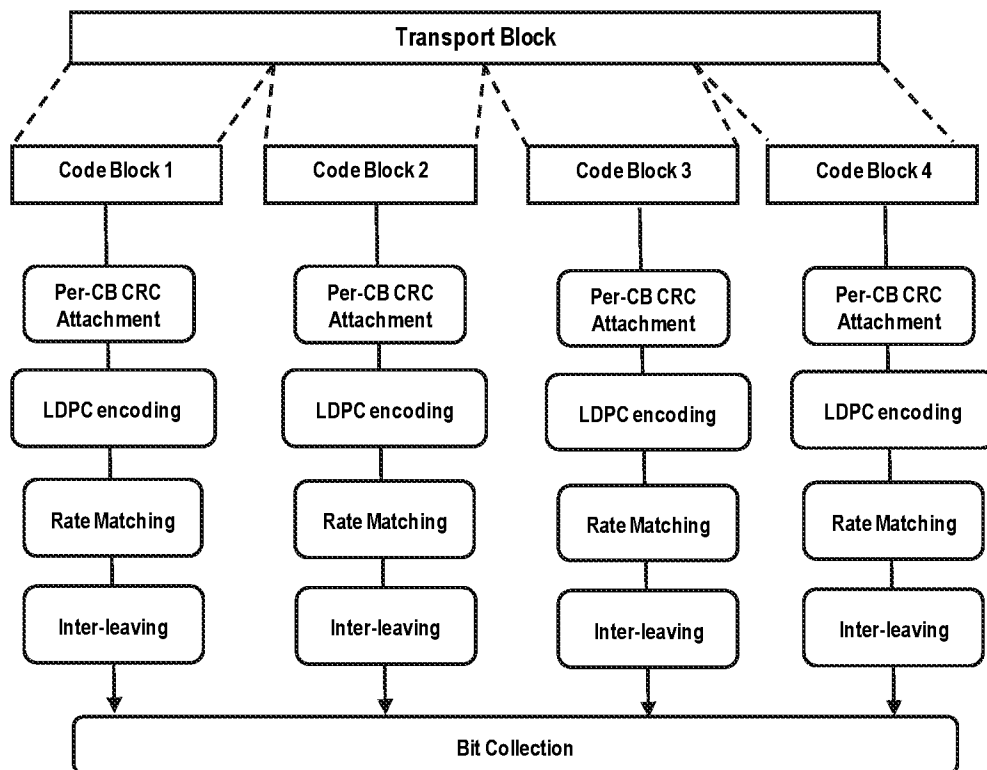 Transport Block
Code Block 1
Code Block 2
Code Block 3
Code Block 4
Per-CB CRC
Attachment
Per-CB CRC
Attachment
Per-CB CRC
Attachment
Per-CB CRC
Attachment
LDPC encoding
LDPC encoding
LDPC encoding
LDPC encoding
Rate Matching
Rate Matching
Rate Matching
Rate Matching
Inter-leaving
Inter-leaving
Inter-leaving
Inter-leaving
Bit Collection